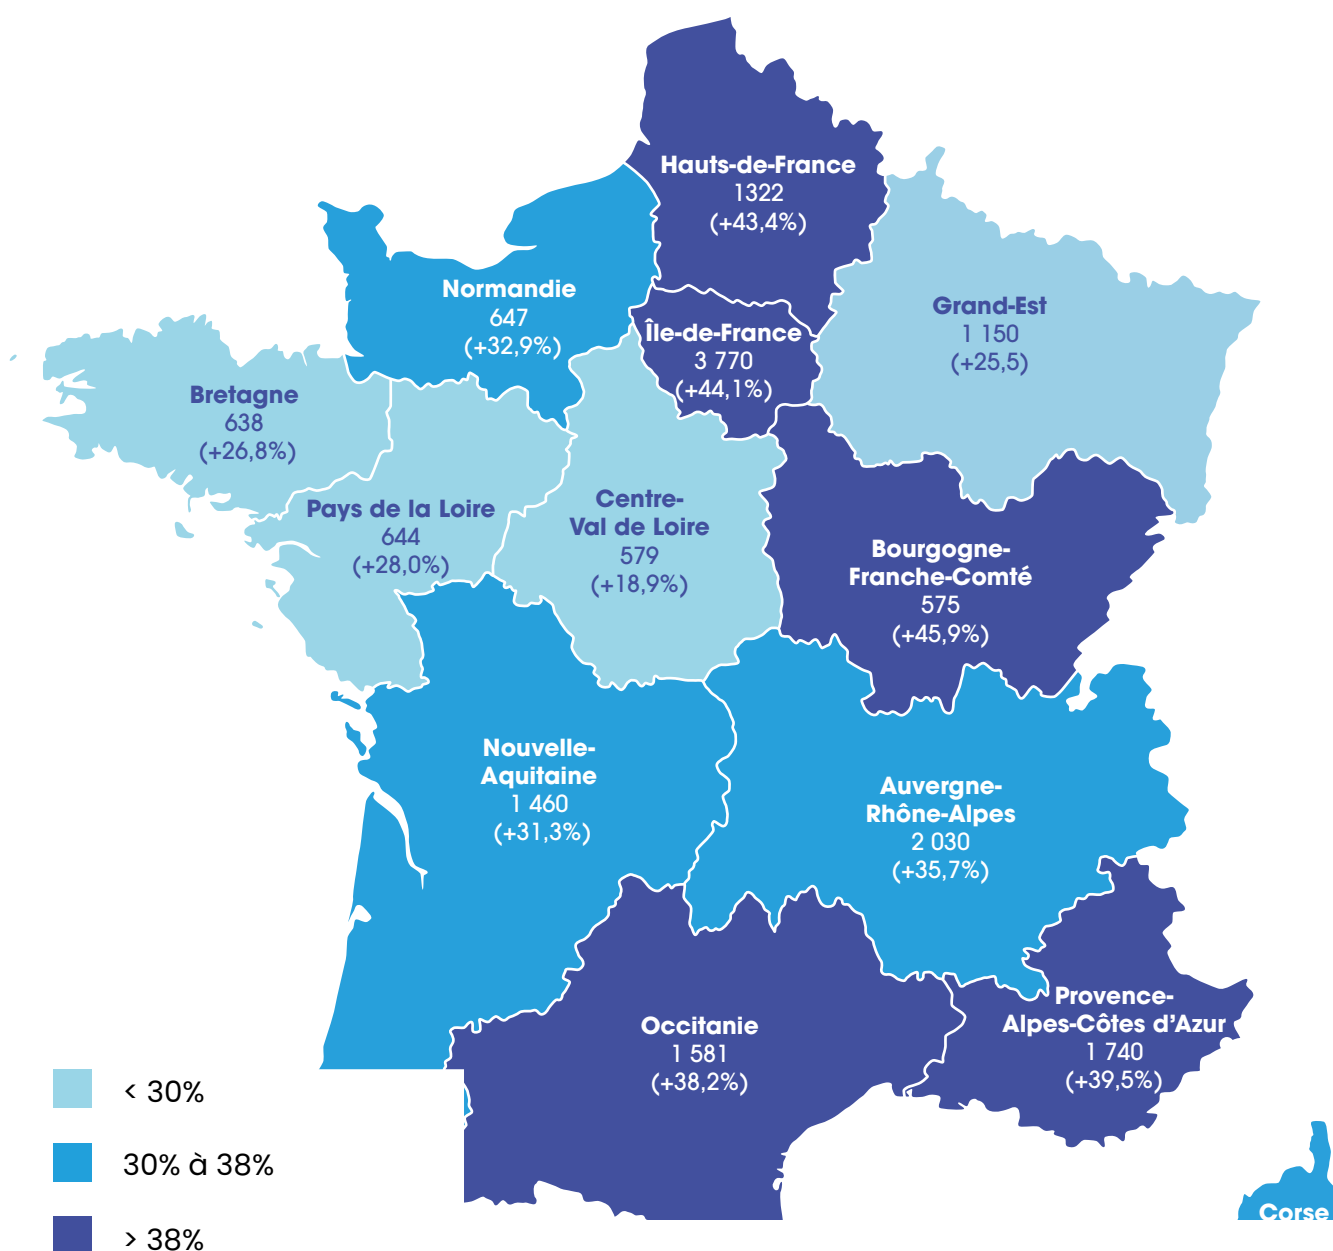 Hauts-de-France
1322
(+43,4%)
Normandie
647
(+32,9%)
Île-de-France
3 770
(+44,1%)
Grand-Est
1 150
(+25,5)
Bretagne
638
(+26,8%)
Pays de la Loire
644
(+28,0%)
Centre-
Val de Loire
579
(+18,9%)
Bourgogne-
Franche-Comté
575
(+45,9%)
Nouvelle-
Aquitaine
1 460
(+31,3%)
Auvergne-
Rhône-Alpes
2 030
(+35,7%)
Occitanie
1 581
(+38,2%)
Provence-
Alpes-Côtes d’Azur
1 740
(+39,5%)
Corse
< 30%
30% à 38%
> 38%